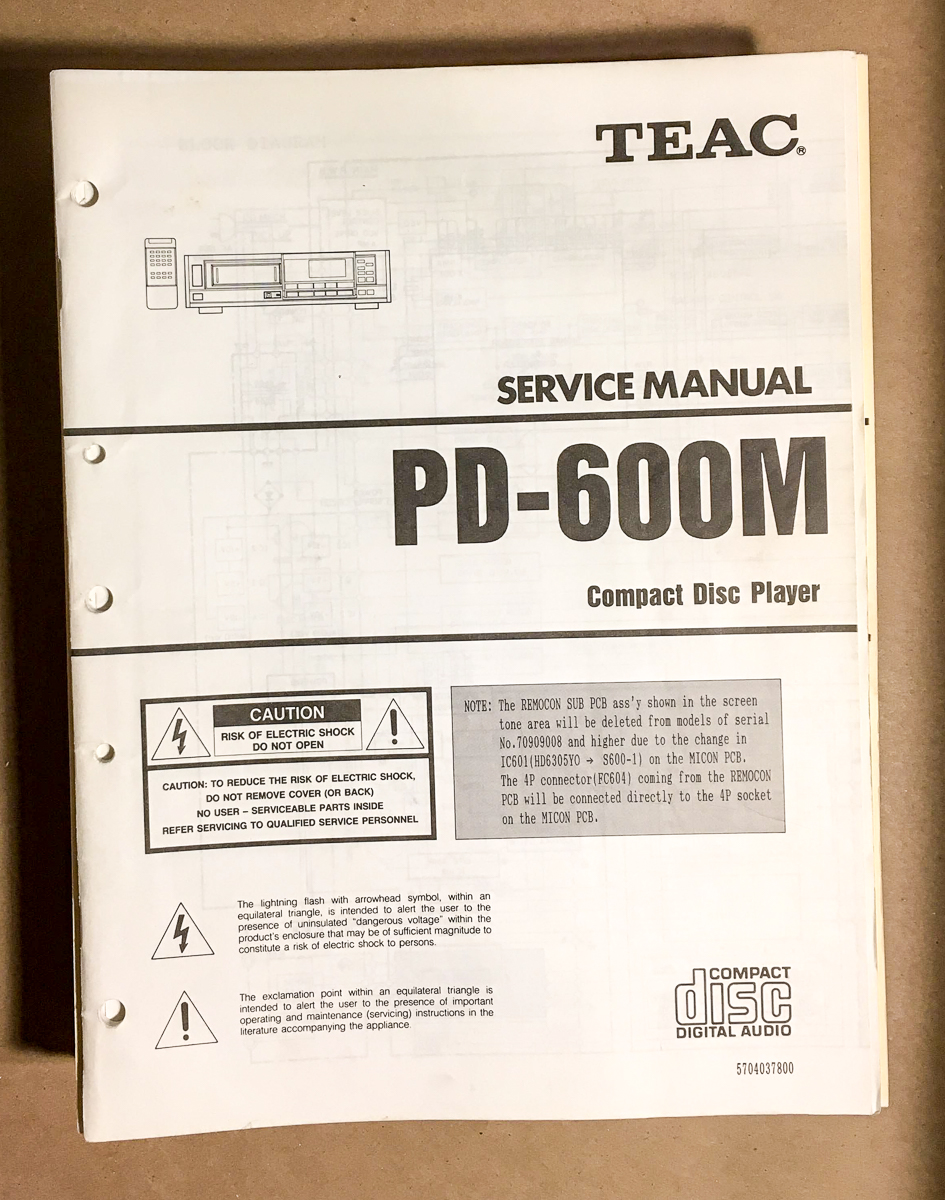 TEAC®
SERVICE MANUAL
PD-600M
Compact Disc Player
CAUTION
RISK OF ELECTRIC SHOCK
DO NOT OPEN
CAUTION: TO REDUCE THE RISK OF ELECTRIC SHOCK,
DO NOT REMOVE COVER (OR BACK)
NO USER – SERVICEABLE PARTS INSIDE
REFER SERVICING TO QUALIFIED SERVICE PERSONNEL
NOTE: The REMOCON SUB PCB ass'y shown in the screen
tone area will be deleted from models of serial
No.70909008 and higher due to the change in
IC601(HD6305YO → S600-1) on the MICON PCB.
The 4P connector(FC604) coming from the REMOCON
PCB will be connected directly to the 4P socket
on the MICON PCB.
The lightning flash with arrowhead symbol, within an
equilateral triangle, is intended to alert the user to the
presence of uninsulated "dangerous voltage" within the
product's enclosure that may be of sufficient magnitude to
constitute a risk of electric shock to persons.
The exclamation point within an equilateral triangle is
intended to alert the user to the presence of important
operating and maintenance (servicing) instructions in the
literature accompanying the appliance.
COMPACT
disc
DIGITAL AUDIO
5704037800